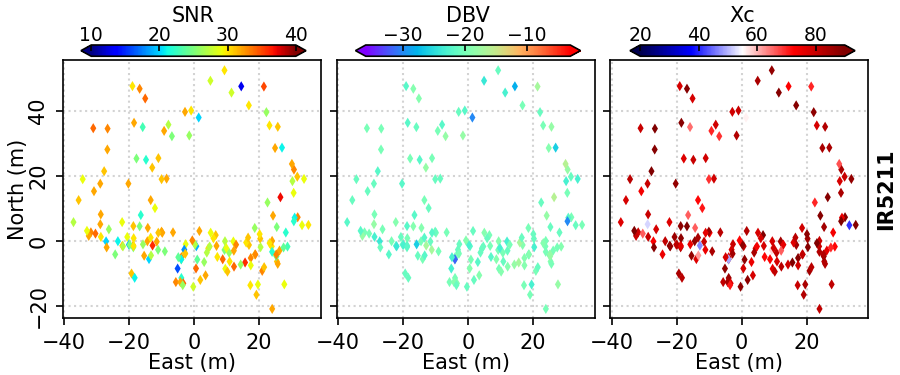 SNR DBV Xc
10 20 30 40 −30 −20 −10 20 40 60 80
40
20
0
−20
North (m)
IR5211
−40 −20 0 20 −40 −20 0 20 −40 −20 0 20
East (m) East (m) East (m)